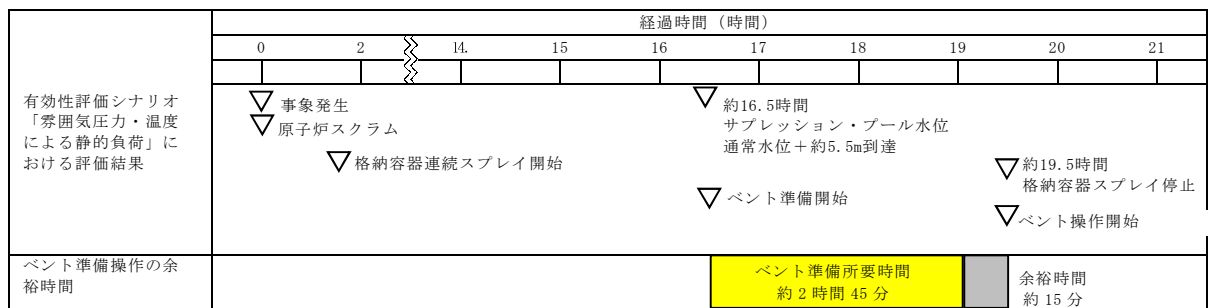 経過時間（時間）
0 2 14. 15 16 17 18 19 20 21
有効性評価シナリオ
「雰囲気圧力・温度
による静的負荷」に
おける評価結果
事象発生
原子炉スクラム
格納容器連続スプレイ開始
約16.5時間
サプレッション・プール水位
通常水位＋約5.5m到達
ベント準備開始
約19.5時間
格納容器スプレイ停止
ベント操作開始
ベント準備操作の余
裕時間
ベント準備所要時間
約 2 時間 45 分
余裕時間
約 15 分